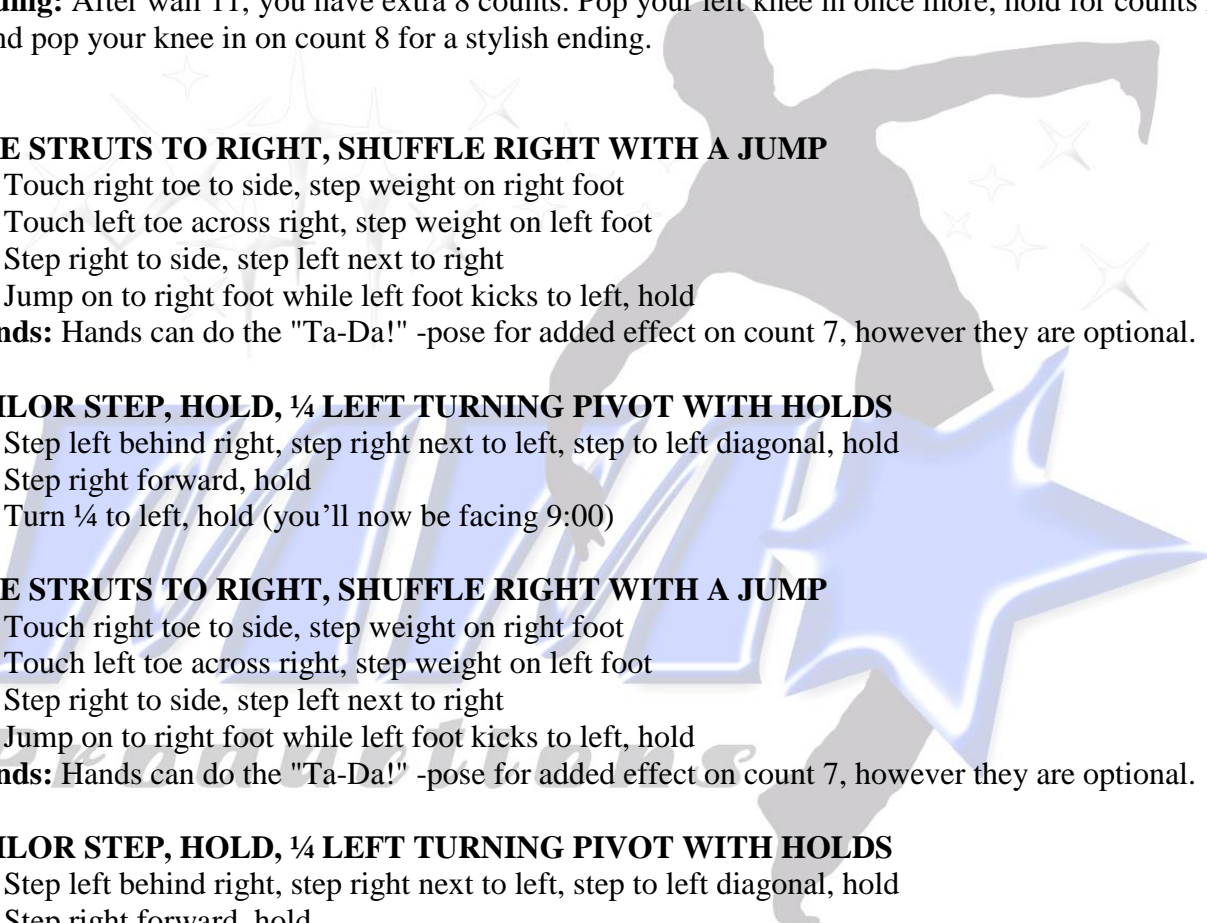 ding: After wall 11, you have extra 8 counts. Pop your left knee in once more, hold for counts
nd pop your knee in on count 8 for a stylish ending.
E STRUTS TO RIGHT, SHUFFLE RIGHT WITH A JUMP
Touch right toe to side, step weight on right foot
Touch left toe across right, step weight on left foot
Step right to side, step left next to right
Jump on to right foot while left foot kicks to left, hold
nds: Hands can do the "Ta-Da!" -pose for added effect on count 7, however they are optional.
ILOR STEP, HOLD, ¼ LEFT TURNING PIVOT WITH HOLDS
Step left behind right, step right next to left, step to left diagonal, hold
Step right forward, hold
Turn ¼ to left, hold (you’ll now be facing 9:00)
E STRUTS TO RIGHT, SHUFFLE RIGHT WITH A JUMP
Touch right toe to side, step weight on right foot
Touch left toe across right, step weight on left foot
Step right to side, step left next to right
Jump on to right foot while left foot kicks to left, hold
Productions
nds: Hands can do the "Ta-Da!" -pose for added effect on count 7, however they are optional.
ILOR STEP, HOLD, ¼ LEFT TURNING PIVOT WITH HOLDS
Step left behind right, step right next to left, step to left diagonal, hold
Step right forward, hold